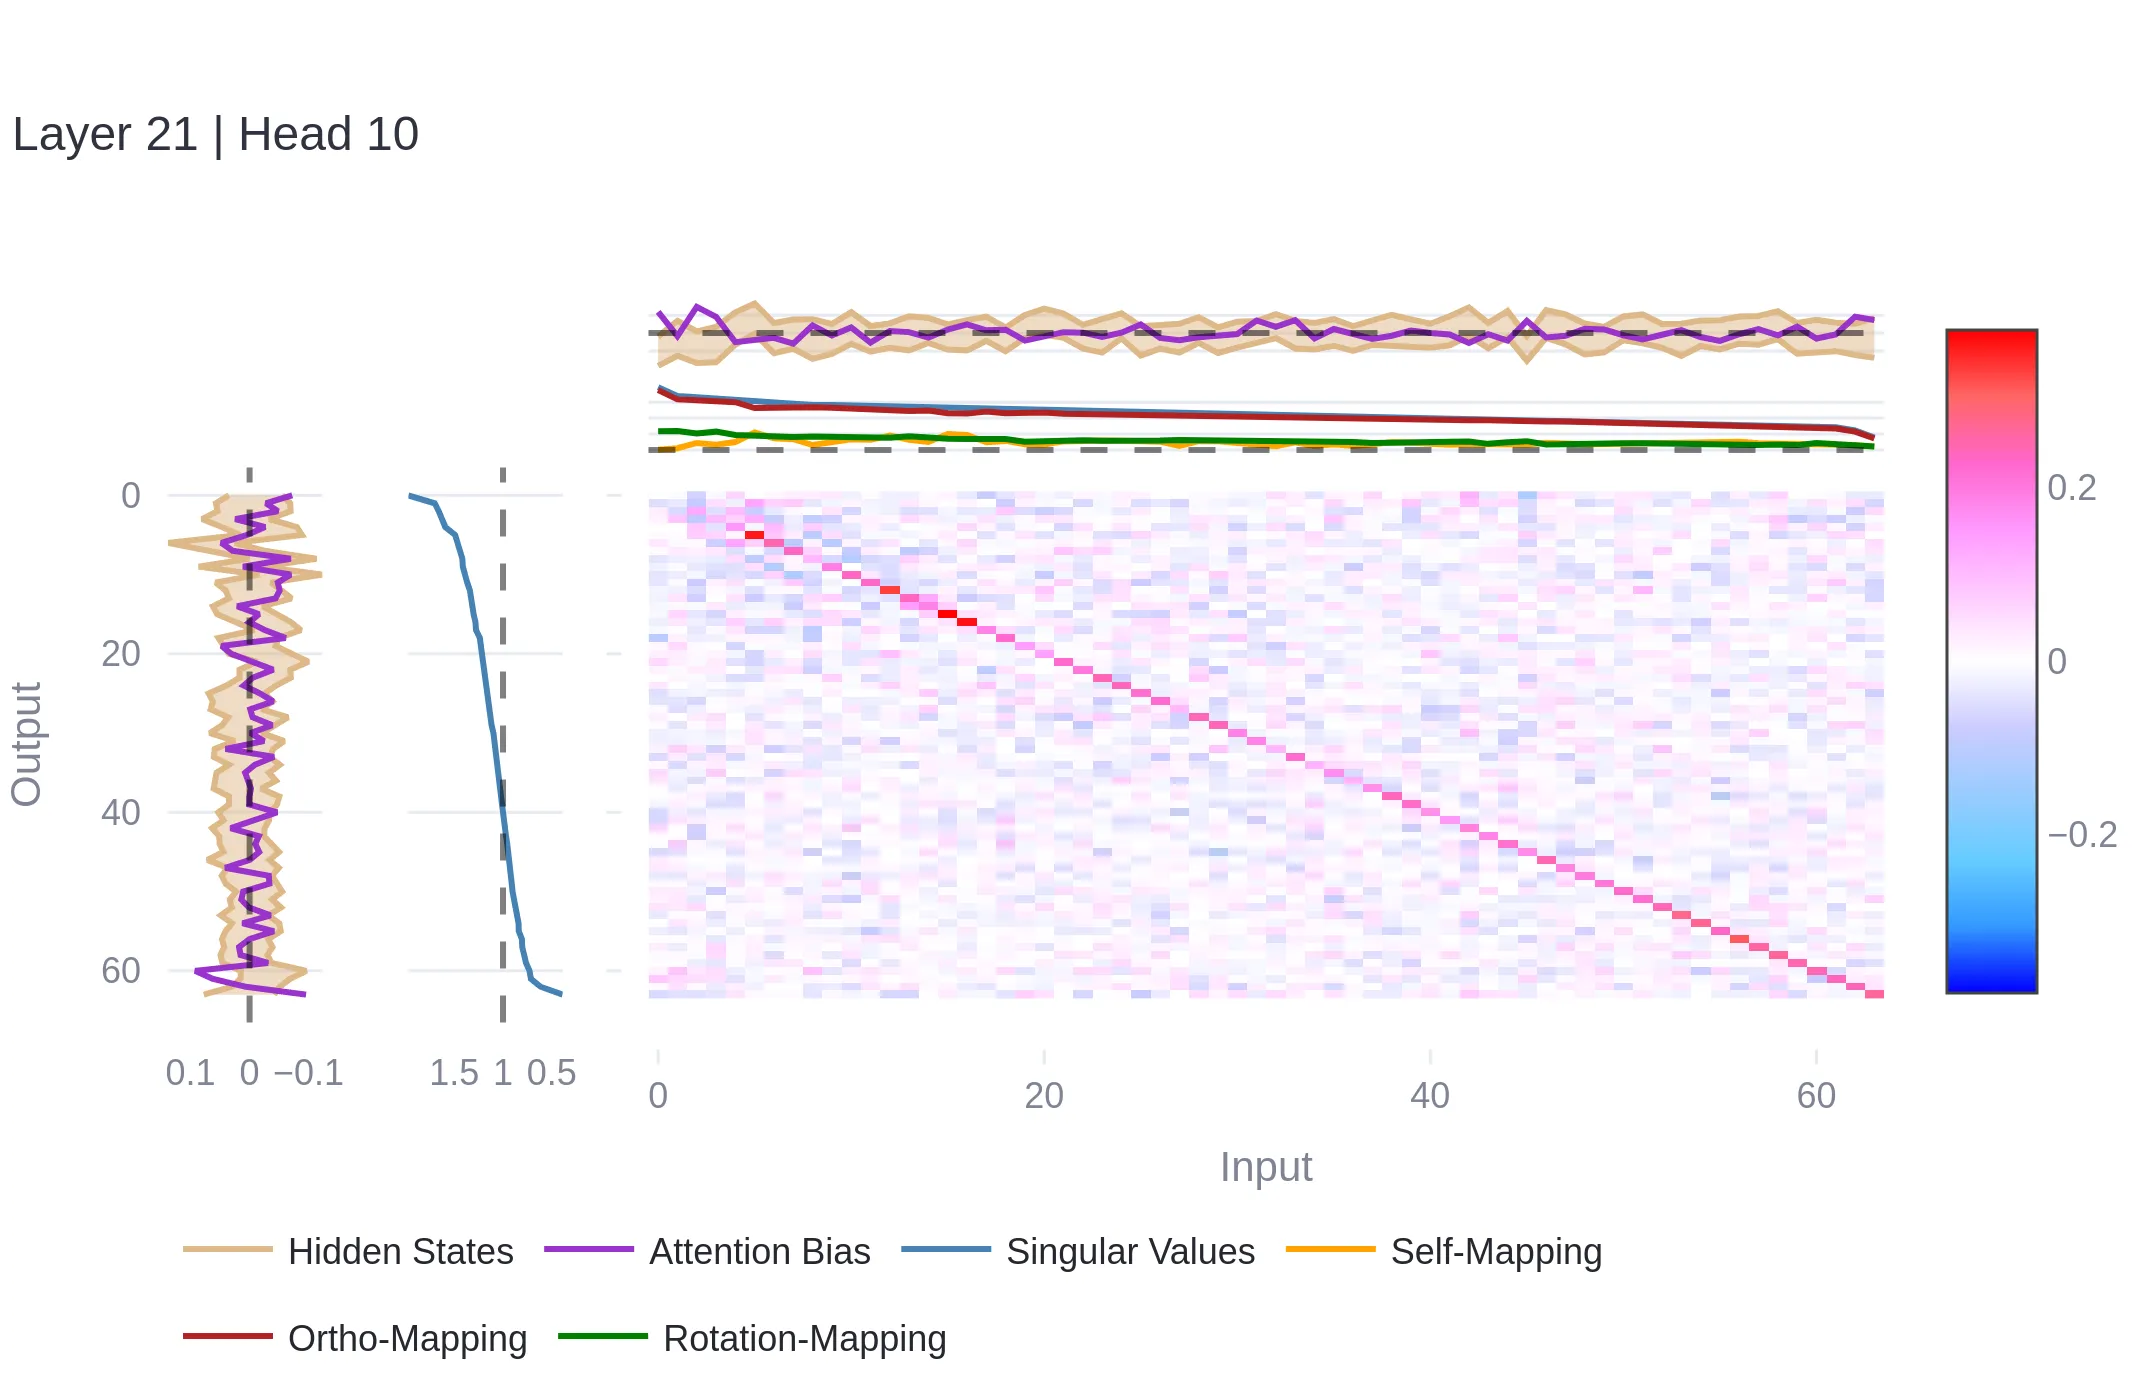 Layer 21 | Head 10
0
20
40
60
Output
0.1 0 −0.1
1.5 1 0.5
0 20 40 60
Input
0.2
0
−0.2
Hidden States Attention Bias Singular Values Self-Mapping
Ortho-Mapping Rotation-Mapping